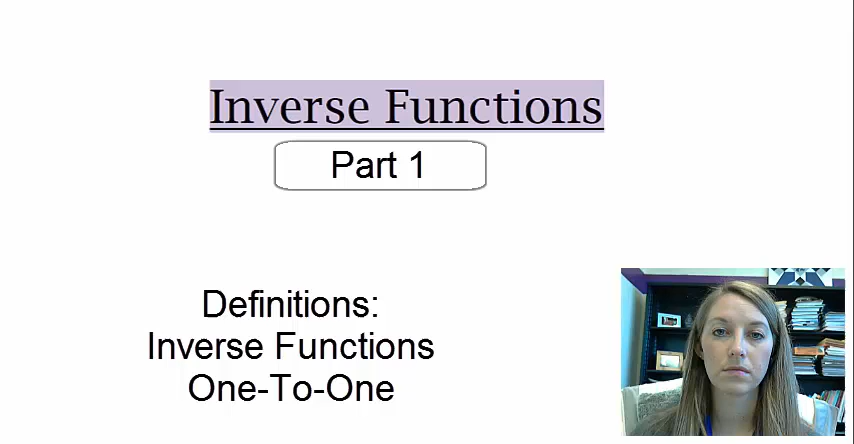 Inverse Functions
Part 1
Definitions:
Inverse Functions
One-To-One